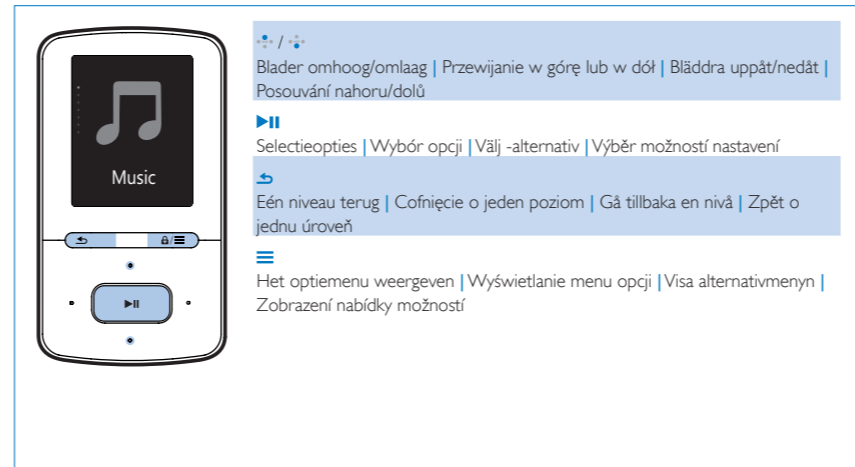 Music
/
Blader omhoog/omlaag | Przewijanie w górę lub w dół | Bläddra uppåt/nedåt |
Posouvání nahoru/dolů
Selectieopties | Wybór opcji | Välj -alternativ | Výběr možností nastavení
Eén niveau terug | Cofnięcie o jeden poziom | Gå tillbaka en nivå | Zpět o
jednu úroveň
Het optiemenu weergeven | Wyświetlanie menu opcji | Visa alternativmenyn |
Zobrazení nabídky možností